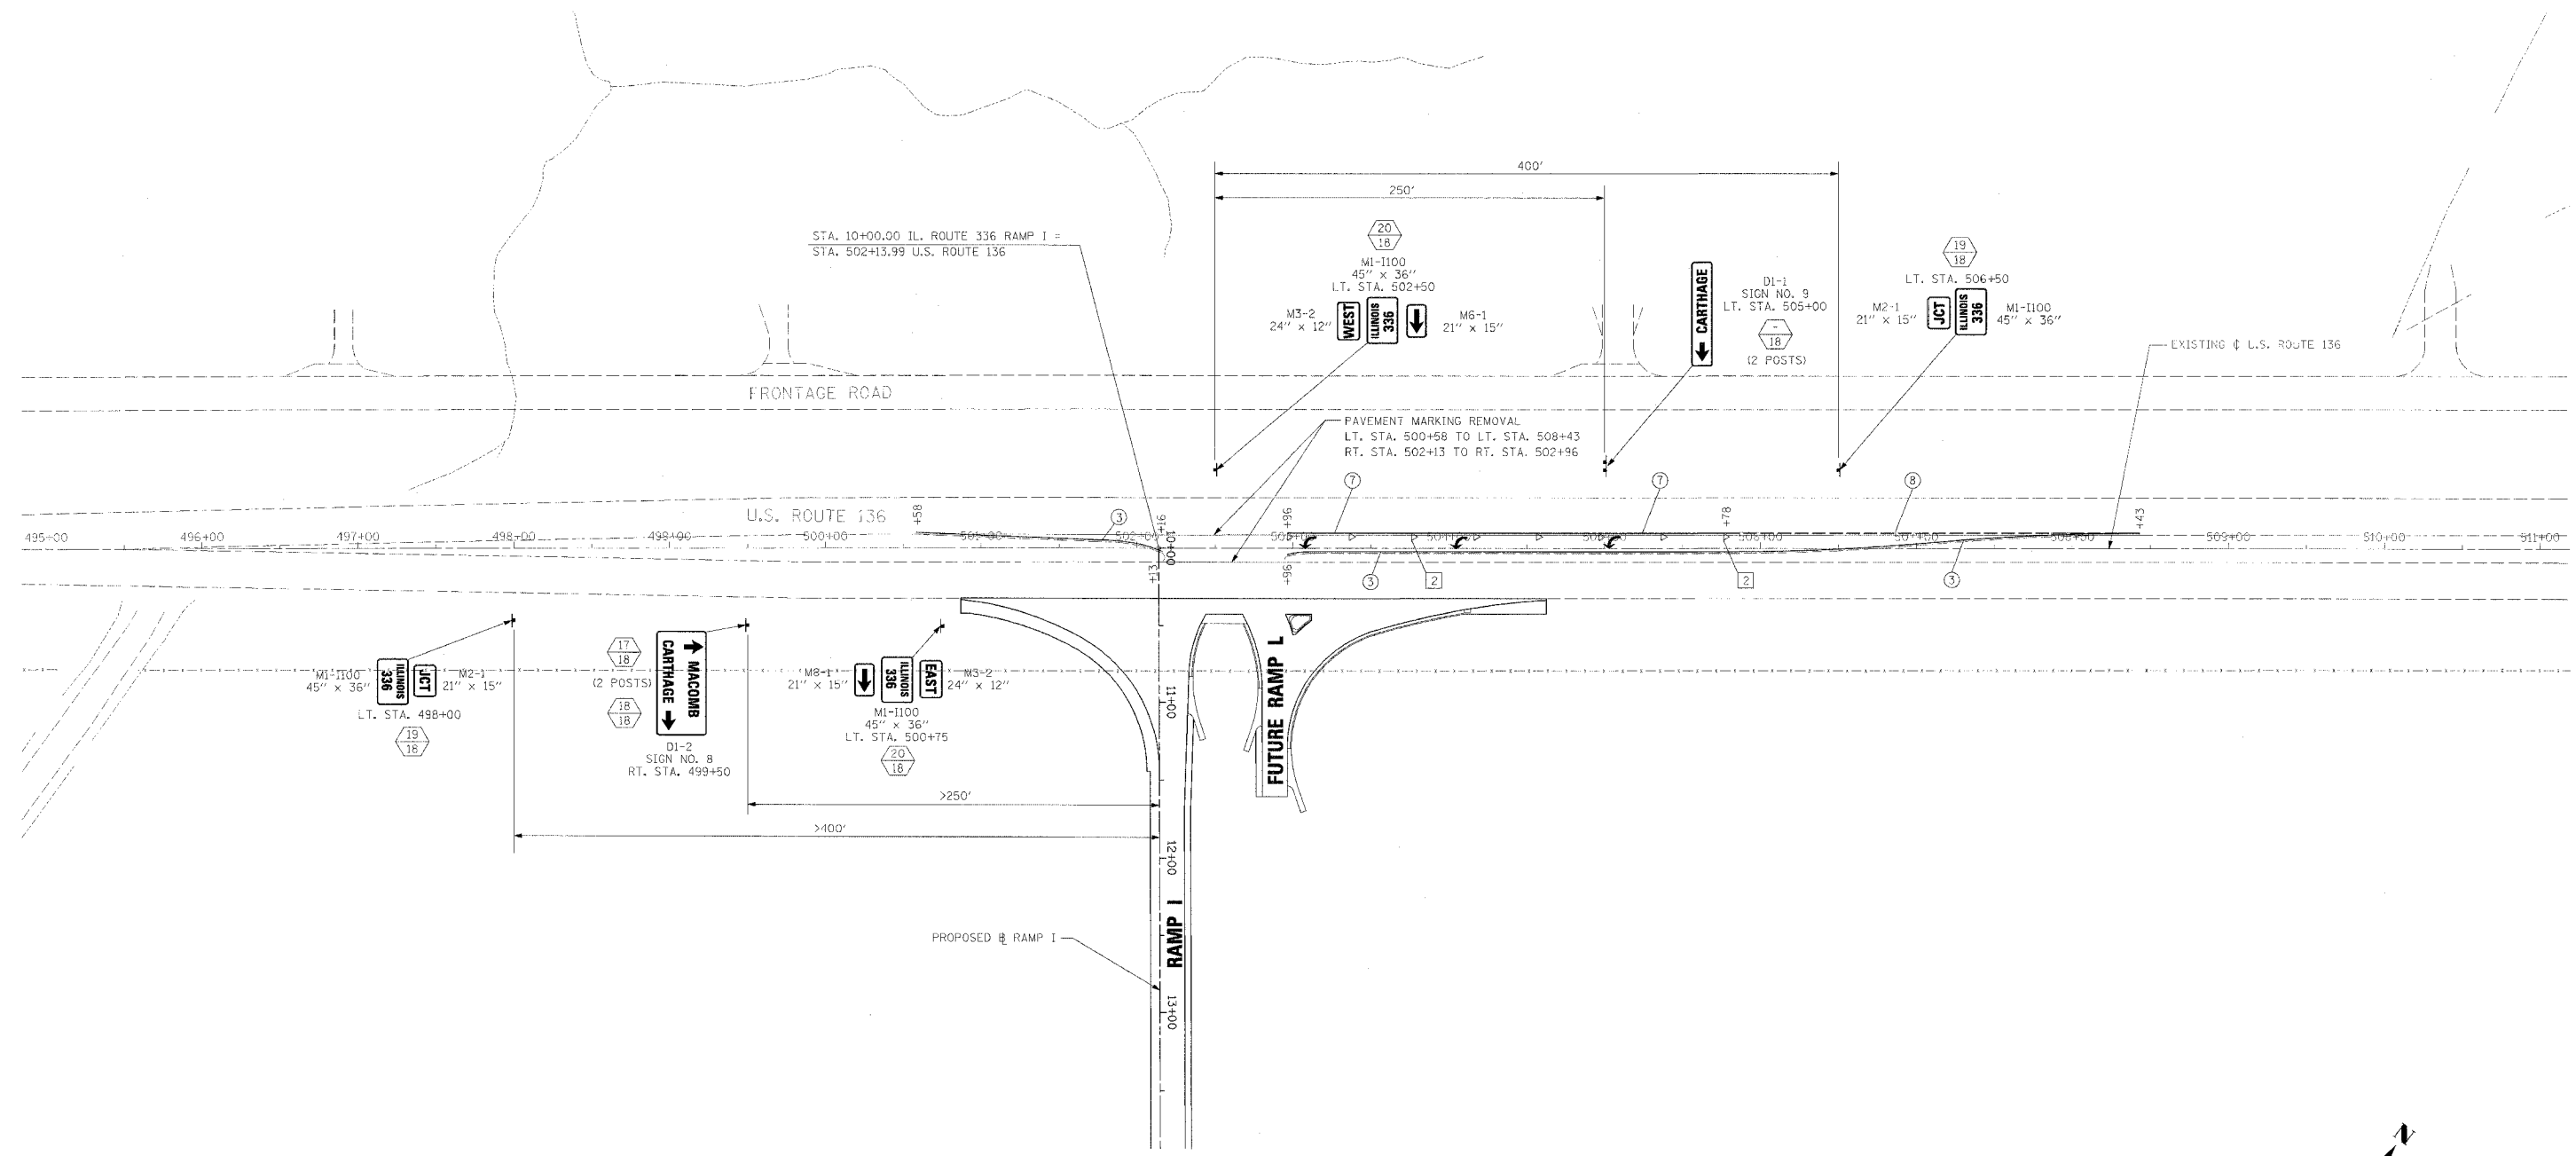 400'
250'
STA. 10+00.00 IL. ROUTE 336 RAMP I =
STA. 502+13.99 U.S. ROUTE 136
20
18
M1-I100
45" x 36"
LT. STA. 502+50
M3-2
24" x 12"
WEST
ILLINOIS
336
M6-1
21" x 15"
CARTHAGE
D1-1
SIGN NO. 9
LT. STA. 505+00
-
18
(2 POSTS)
19
18
LT. STA. 506+50
M2-1
21" x 15"
JCT
ILLINOIS
336
M1-I100
45" x 36"
EXISTING ℄ U.S. ROUTE 136
FRONTAGE ROAD
PAVEMENT MARKING REMOVAL
LT. STA. 500+58 TO LT. STA. 508+43
RT. STA. 502+13 TO RT. STA. 502+96
7
7
8
U.S. ROUTE 136
+58
3
+16
+96
+78
+43
495+00
496+00
497+00
498+00
499+00
500+00
501+00
502+00
10+00
508+00
509+00
510+00
511+00
+13
+96
3
2
2
3
M1-I100
45" x 36"
ILLINOIS
336
JCT
M2-1
21" x 15"
LT. STA. 498+00
19
18
17
18
(2 POSTS)
18
18
MACOMB
CARTHAGE
D1-2
SIGN NO. 8
RT. STA. 499+50
M8-1
21" x 15"
ILLINOIS
336
EAST
M3-2
24" x 12"
M1-I100
45" x 36"
LT. STA. 500+75
20
18
11+00
FUTURE RAMP L
>250'
>400'
12+00
RAMP I
PROPOSED ⅊ RAMP I
13+00
N